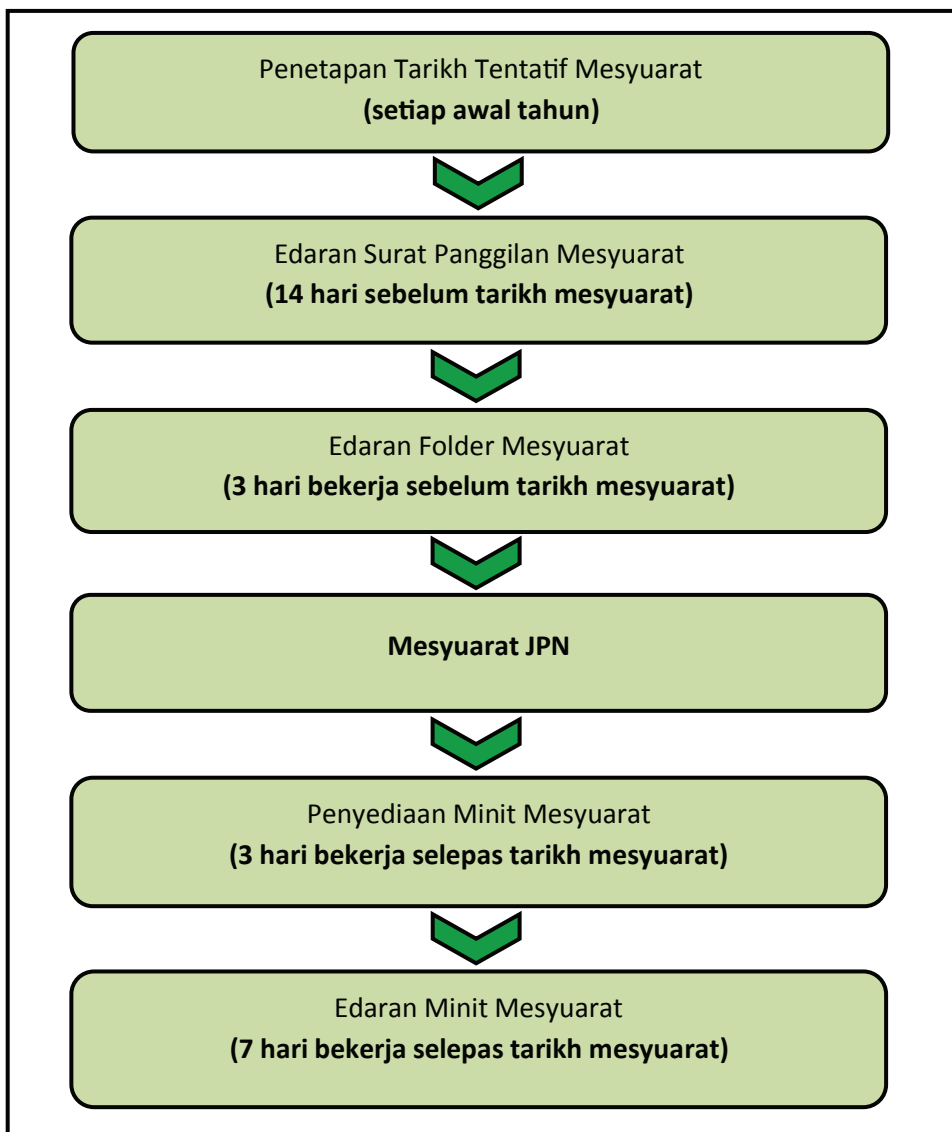 Penetapan Tarikh Tentatif Mesyuarat
(setiap awal tahun)
Edaran Surat Panggilan Mesyuarat
(14 hari sebelum tarikh mesyuarat)
Edaran Folder Mesyuarat
(3 hari bekerja sebelum tarikh mesyuarat)
Mesyuarat JPN
Penyediaan Minit Mesyuarat
(3 hari bekerja selepas tarikh mesyuarat)
Edaran Minit Mesyuarat
(7 hari bekerja selepas tarikh mesyuarat)